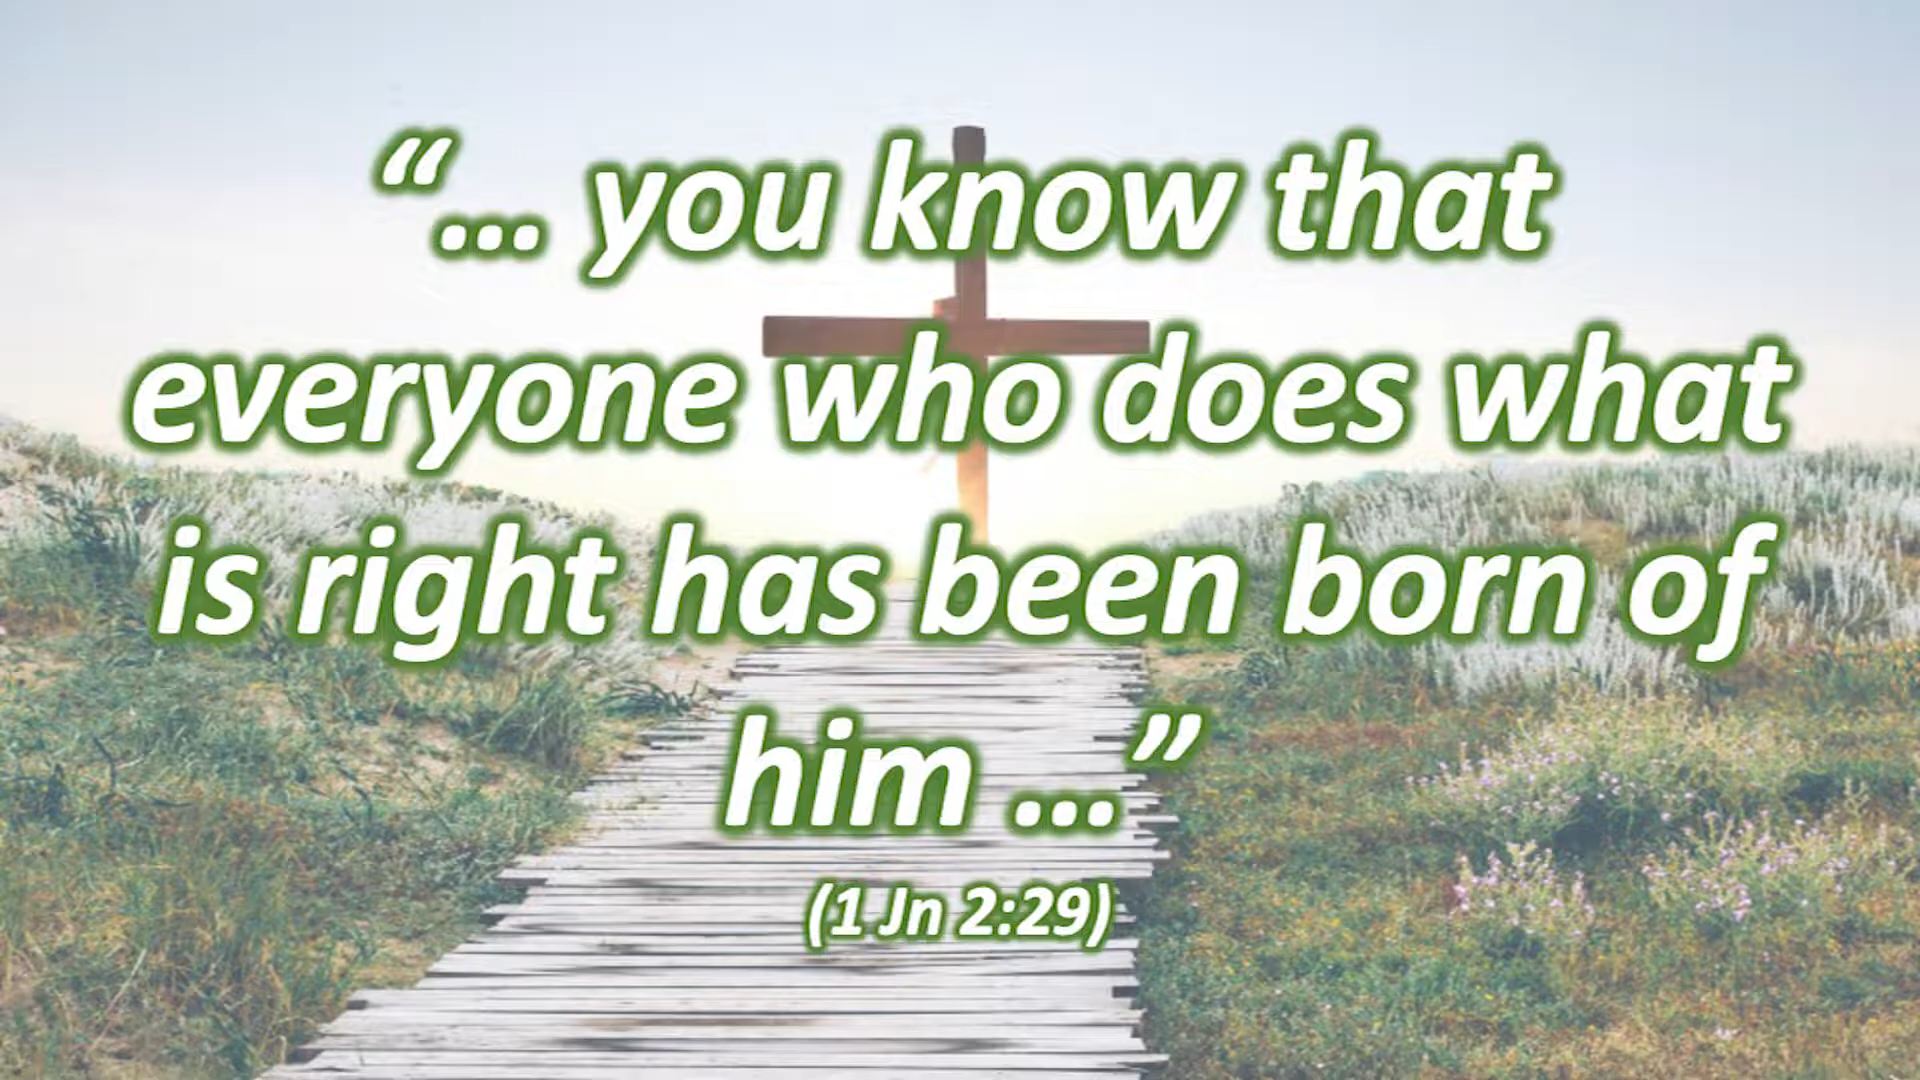 “... you know that
everyone who does what
is right has been born of
him ...”
(1 Jn 2:29)